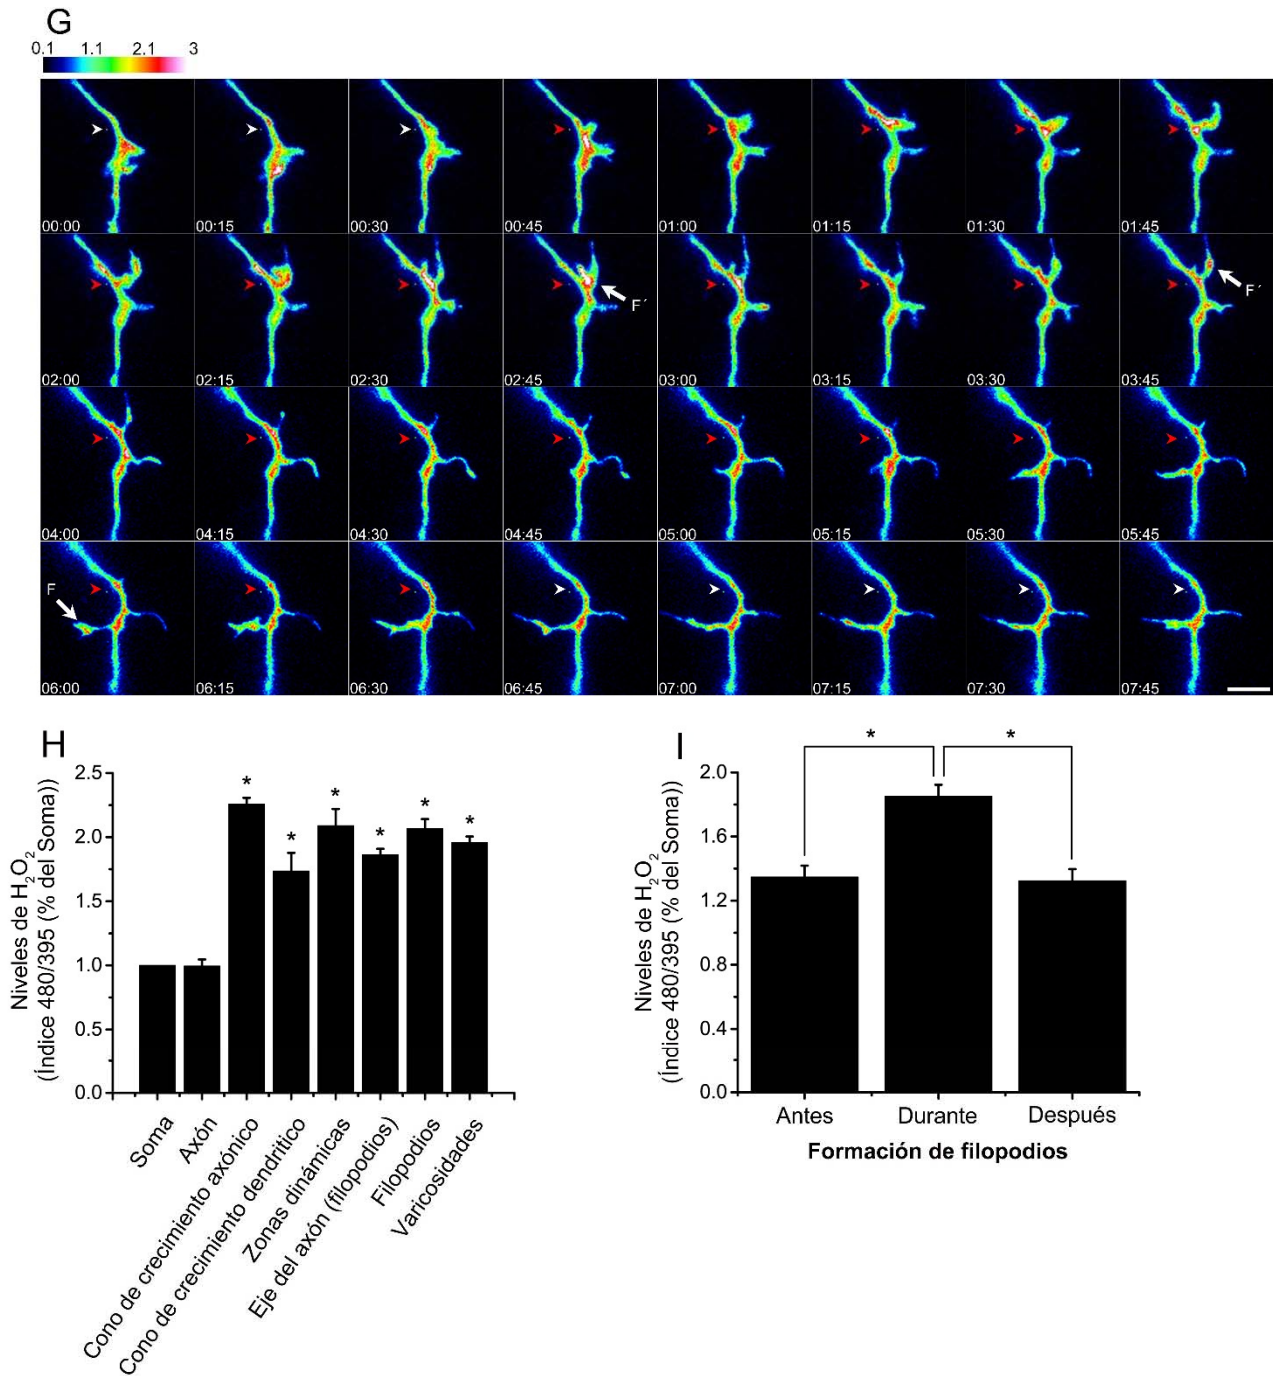 G
0.1 1.1 2.1 3
00:00 00:15 00:30 00:45 01:00 01:15 01:30 01:45
F´
F´
02:00 02:15 02:30 02:45 03:00 03:15 03:30 03:45
04:00 04:15 04:30 04:45 05:00 05:15 05:30 05:45
F
06:00 06:15 06:30 06:45 07:00 07:15 07:30 07:45
H
Niveles de H2O2
(Índice 480/395 (% del Soma))
2.5
2.0
1.5
1.0
0.5
0.0
* * * * * *
Soma
Axón
Cono de crecimiento axónico
Cono de crecimiento dendritico
Zonas dinámicas
Eje del axón (filopodios)
Filopodios
Varicosidades
I
Niveles de H2O2
(Índice 480/395 (% del Soma))
2.0
1.6
1.2
0.8
0.4
0.0
* *
Antes Durante Después
Formación de filopodios